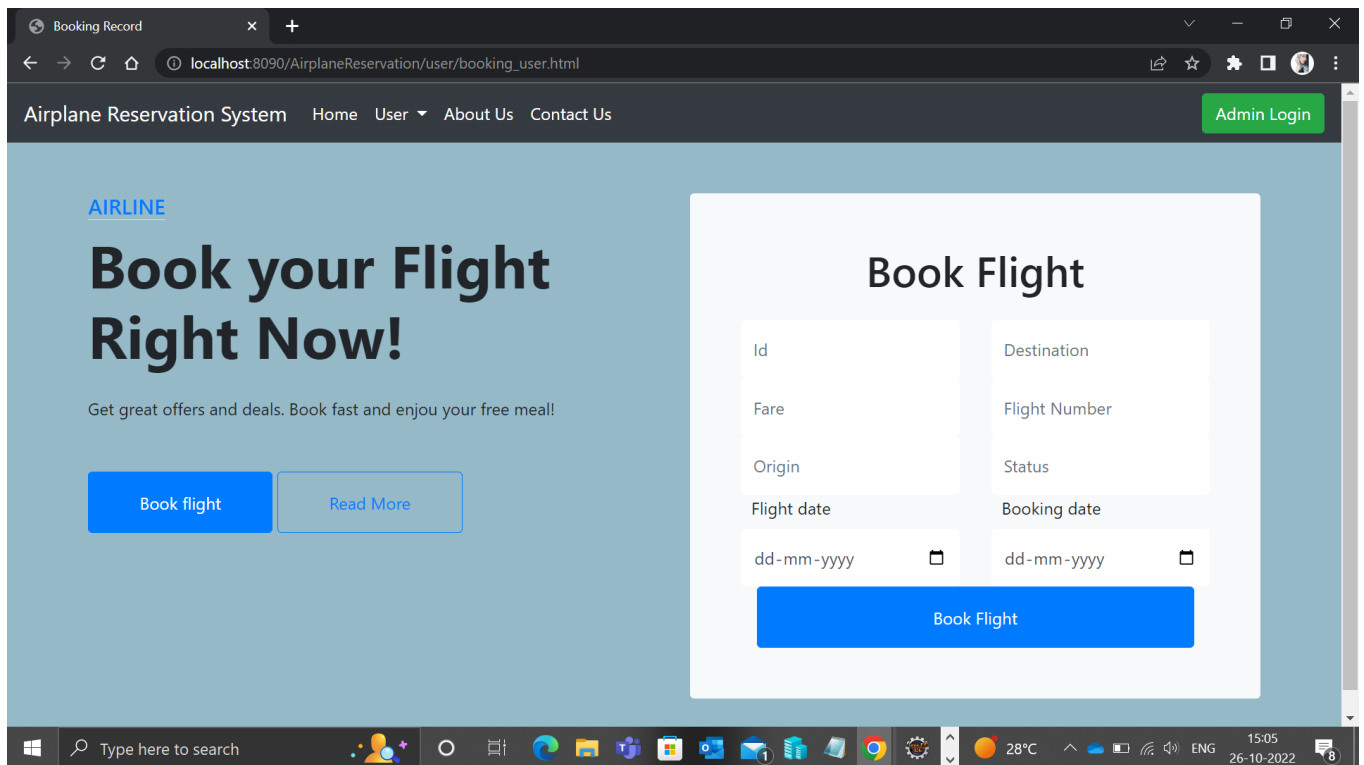 Booking Record
localhost:8090/AirplaneReservation/user/booking_user.html
Airplane Reservation System Home User About Us Contact Us Admin Login
AIRLINE
Book your Flight
Right Now!
Get great offers and deals. Book fast and enjou your free meal!
Book flight Read More
Book Flight
Id Destination
Fare Flight Number
Origin Status
Flight date Booking date
dd-mm-yyyy dd-mm-yyyy
Book Flight
Type here to search 1 28°C ENG 15:05
26-10-2022 8